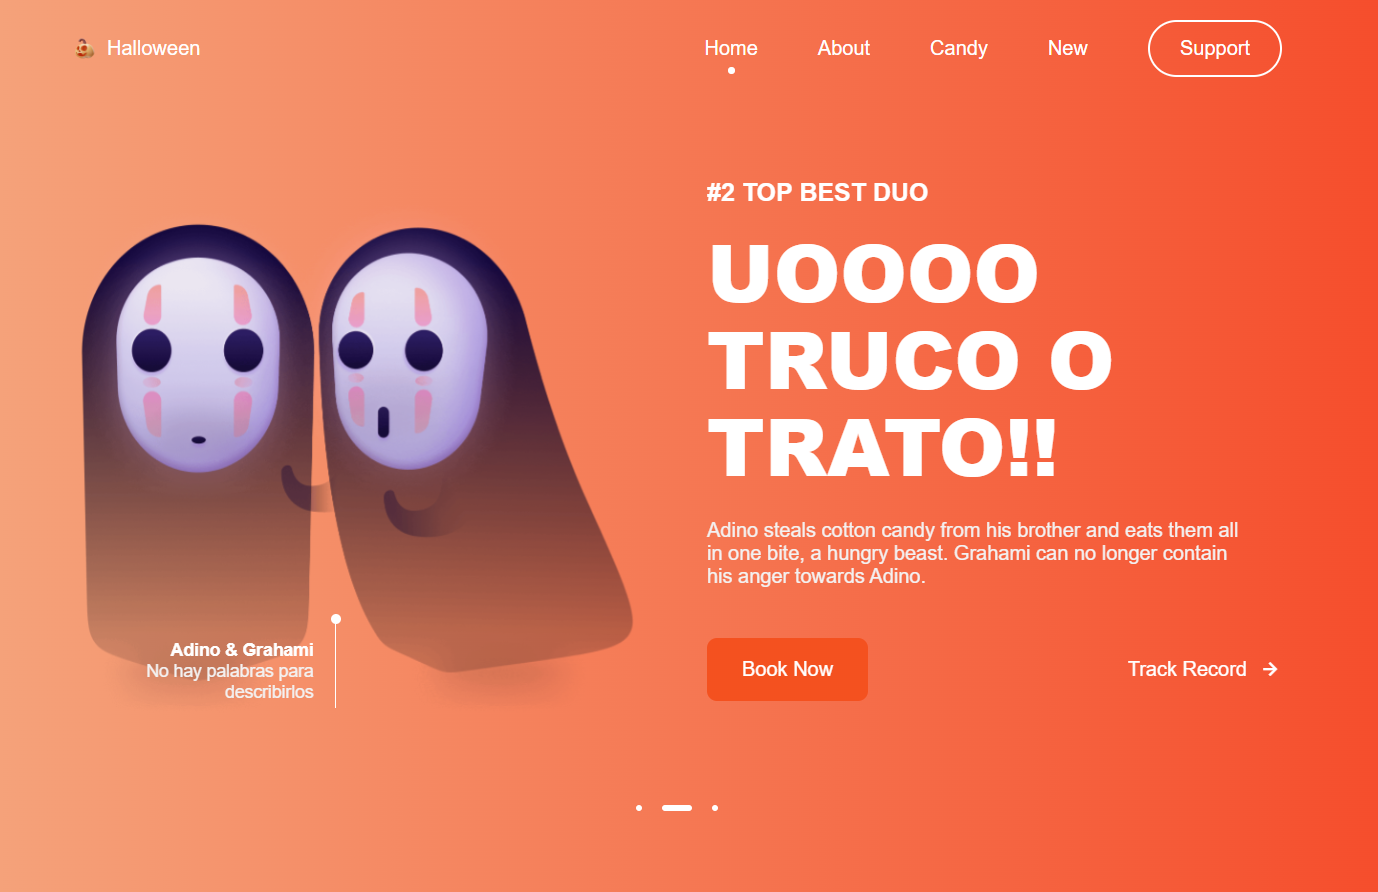 Halloween
Home
About
Candy
New
Support
#2 TOP BEST DUO
UOOOO
TRUCO O
TRATO!!
Adino steals cotton candy from his brother and eats them all
in one bite, a hungry beast. Grahami can no longer contain
his anger towards Adino.
Adino & Grahami
No hay palabras para
describirlos
Book Now
Track Record